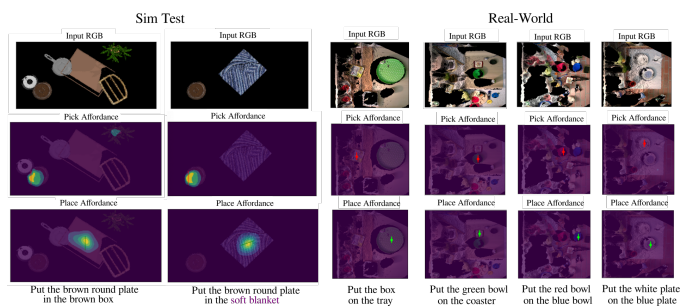 Sim Test
Real-World
Input RGB
Input RGB
Input RGB
Input RGB
Input RGB
Input RGB
Pick Affordance
Pick Affordance
Pick Affordance
Pick Affordance
Pick Affordance
Pick Affordance
Place Affordance
Place Affordance
Place Affordance
Place Affordance
Place Affordance
Place Affordance
Put the brown round plate
in the brown box
Put the brown round plate
in the soft blanket
Put the box
on the tray
Put the green bowl
on the coaster
Put the red bowl
on the blue bowl
Put the white plate
on the blue plate